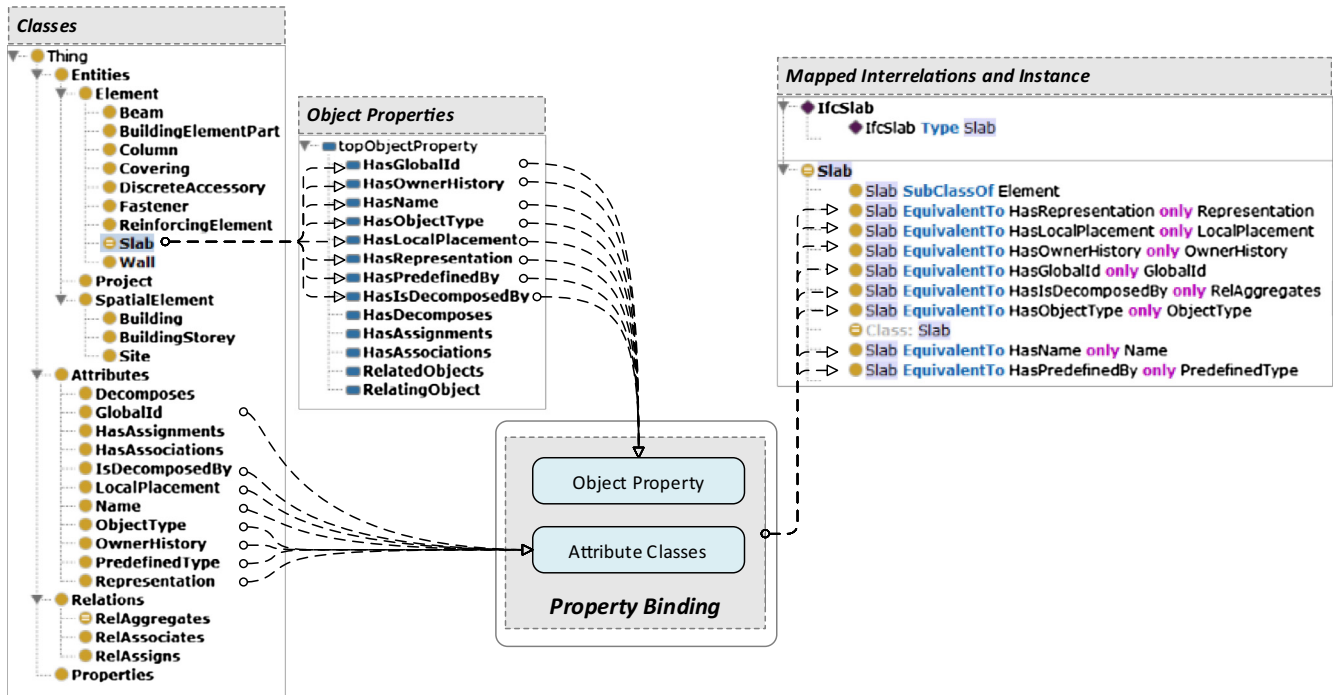 Classes
Thing
Entities
Element
Beam
BuildingElementPart
Column
Covering
DiscreteAccessory
Fastener
ReinforcingElement
Slab
Wall
Project
SpatialElement
Building
BuildingStorey
Site
Attributes
Decomposes
GlobalId
HasAssignments
HasAssociations
IsDecomposedBy
LocalPlacement
Name
ObjectType
OwnerHistory
PredefinedType
Representation
Relations
RelAggregates
RelAssociates
RelAssigns
Properties
Object Properties
topObjectProperty
HasGlobalId
HasOwnerHistory
HasName
HasObjectType
HasLocalPlacement
HasRepresentation
HasPredefinedBy
HasIsDecomposedBy
HasDecomposes
HasAssignments
HasAssociations
RelatedObjects
RelatingObject
Object Property
Attribute Classes
Property Binding
Mapped Interrelations and Instance
IfcSlab
IfcSlab Type Slab
Slab
Slab SubClassOf Element
Slab EquivalentTo HasRepresentation only Representation
Slab EquivalentTo HasLocalPlacement only LocalPlacement
Slab EquivalentTo HasOwnerHistory only OwnerHistory
Slab EquivalentTo HasGlobalId only GlobalId
Slab EquivalentTo HasIsDecomposedBy only RelAggregates
Slab EquivalentTo HasObjectType only ObjectType
Class: Slab
Slab EquivalentTo HasName only Name
Slab EquivalentTo HasPredefinedBy only PredefinedType